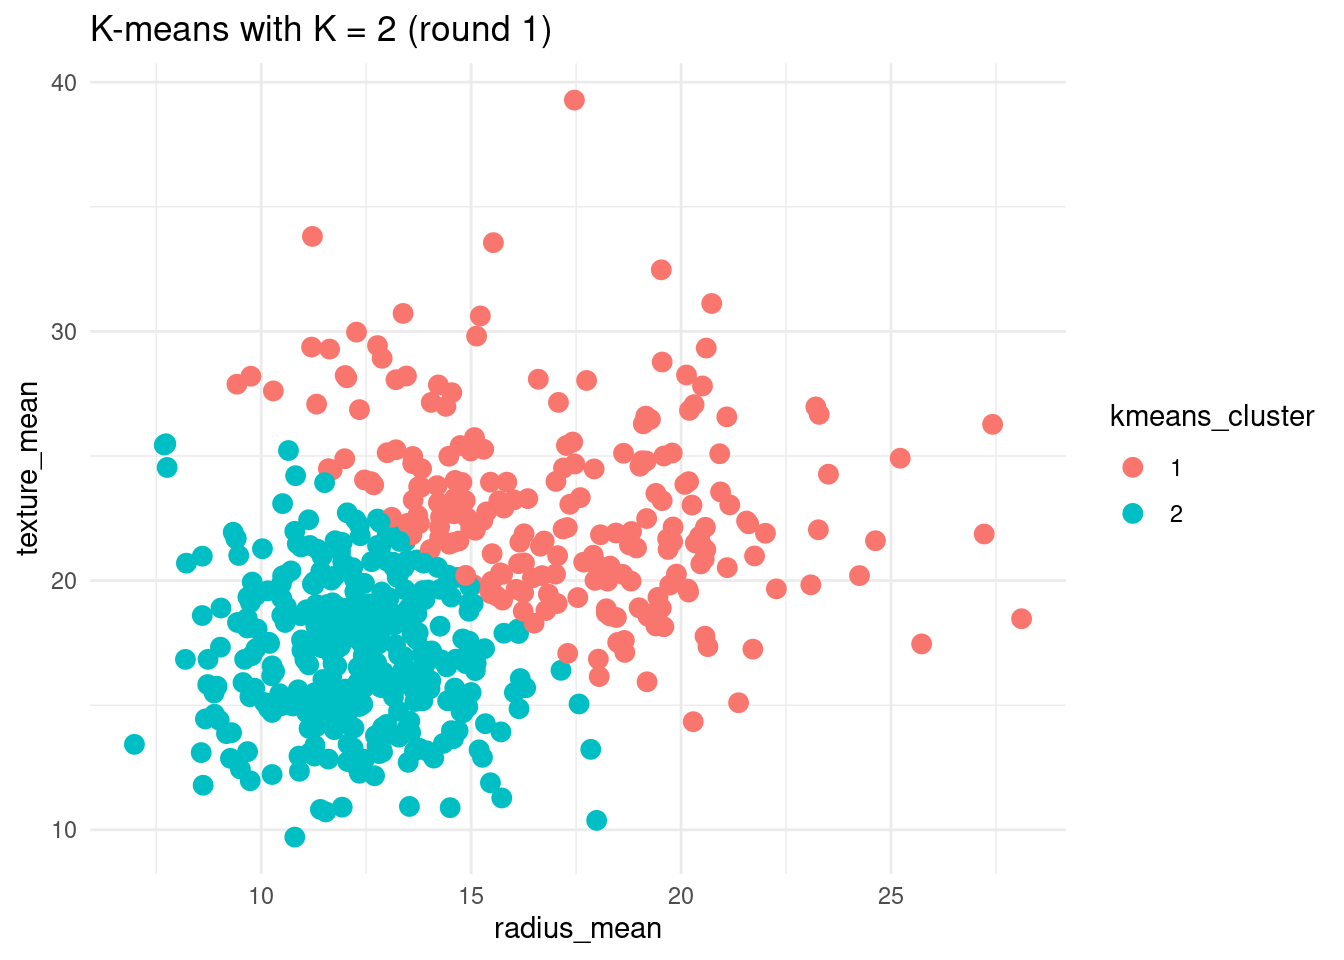 K-means with K = 2 (round 1)
40
30
20
10
texture_mean
10 15 20 25
radius_mean
kmeans_cluster
1
2